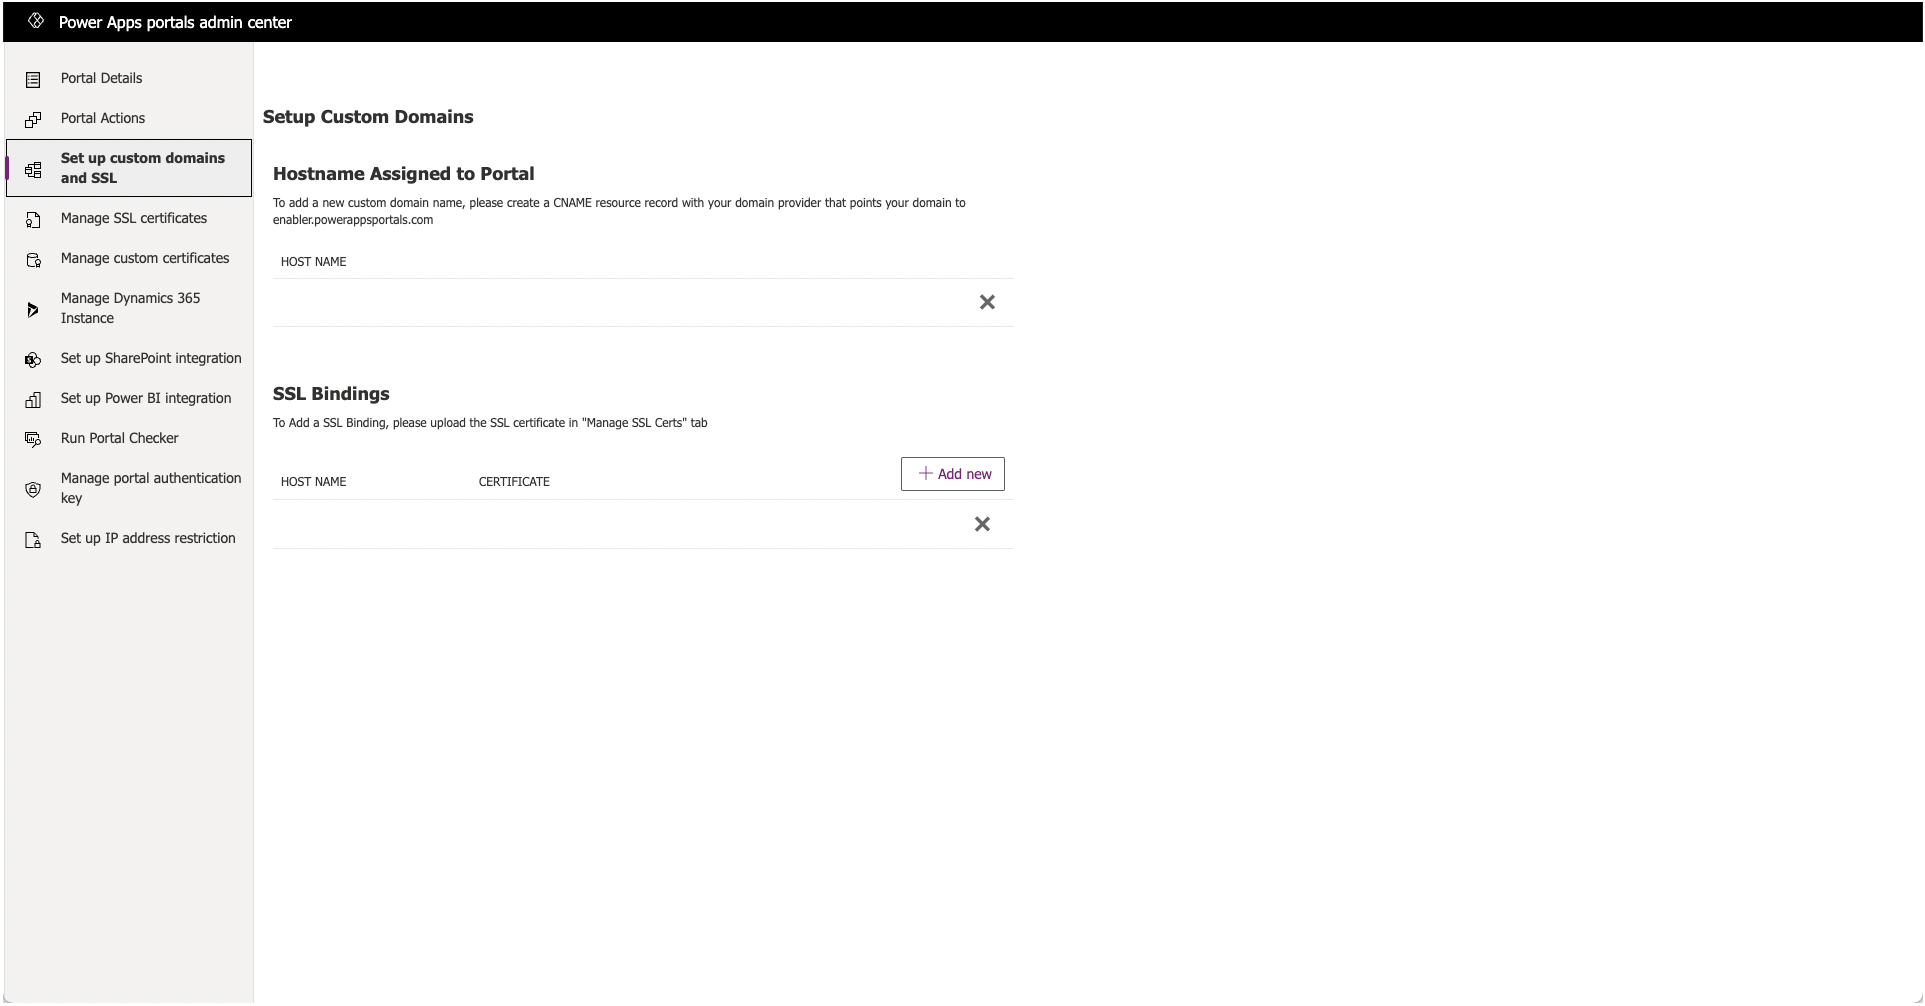 Power Apps portals admin center
Portal Details
Portal Actions
Set up custom domains
and SSL
Manage SSL certificates
Manage custom certificates
Manage Dynamics 365
Instance
Set up SharePoint integration
Set up Power BI integration
Run Portal Checker
Manage portal authentication
key
Set up IP address restriction
Setup Custom Domains
Hostname Assigned to Portal
To add a new custom domain name, please create a CNAME resource record with your domain provider that points your domain to
enabler.powerappsportals.com
HOST NAME
SSL Bindings
To Add a SSL Binding, please upload the SSL certificate in "Manage SSL Certs" tab
HOST NAME CERTIFICATE Add new